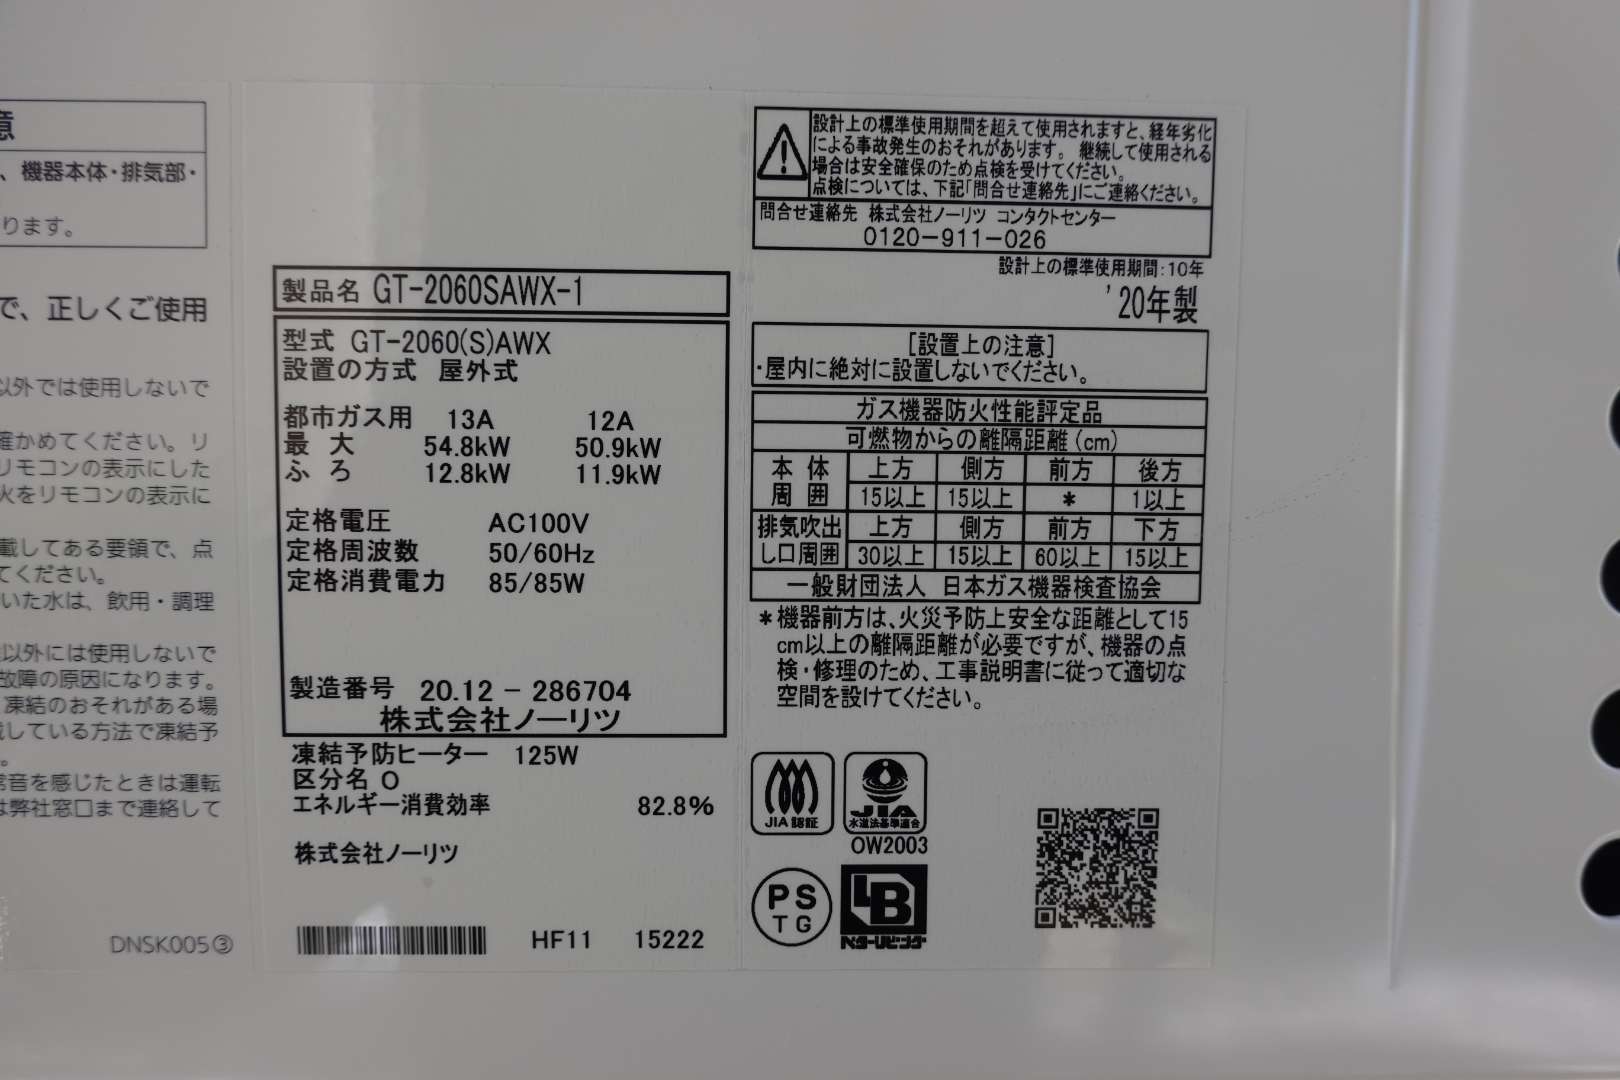 意
、機器本体・排気部・
ります。
で、正しくご使用
以外では使用しないで
確かめてください。リ
リモコンの表示にした
火をリモコンの表示に
載してある要領で、点
てください。
いた水は、飲用・調理
以外には使用しないで
故障の原因になります。
凍結のおそれがある場
載している方法で凍結予
。
常音を感じたときは運転
は弊社窓口まで連絡して
DNSK005③
製品名 GT-2060SAWX-1
型式 GT-2060(S)AWX
設置の方式 屋外式
都市ガス用 13A 12A
最大 54.8kW 50.9kW
ふろ 12.8kW 11.9kW
定格電圧 AC100V
定格周波数 50/60Hz
定格消費電力 85/85W
製造番号 20.12 - 286704
株式会社ノーリツ
凍結予防ヒーター 125W
区分名 O
エネルギー消費効率 82.8%
株式会社ノーリツ
HF11 15222
設計上の標準使用期間を超えて使用されますと、経年劣化
による事故発生のおそれがあります。継続して使用される
場合は安全確保のため点検を受けてください。
点検については、下記「問合せ連絡先」にご連絡ください。
問合せ連絡先 株式会社ノーリツ コンタクトセンター
0120-911-026
設計上の標準使用期間:10年
'20年製
[設置上の注意]
・屋内に絶対に設置しないでください。
ガス機器防火性能評定品
可燃物からの離隔距離(cm)
本体周囲 上方 側方 前方 後方
15以上 15以上 * 1以上
排気吹出し口周囲 上方 側方 前方 下方
30以上 15以上 60以上 15以上
一般財団法人 日本ガス機器検査協会
*機器前方は、火災予防上安全な距離として15
cm以上の離隔距離が必要ですが、機器の点
検・修理のため、工事説明書に従って適切な
空間を設けてください。
JIA 認証
JIA
水道法基準適合
OW2003
PS
TG
BL
ベターリビング